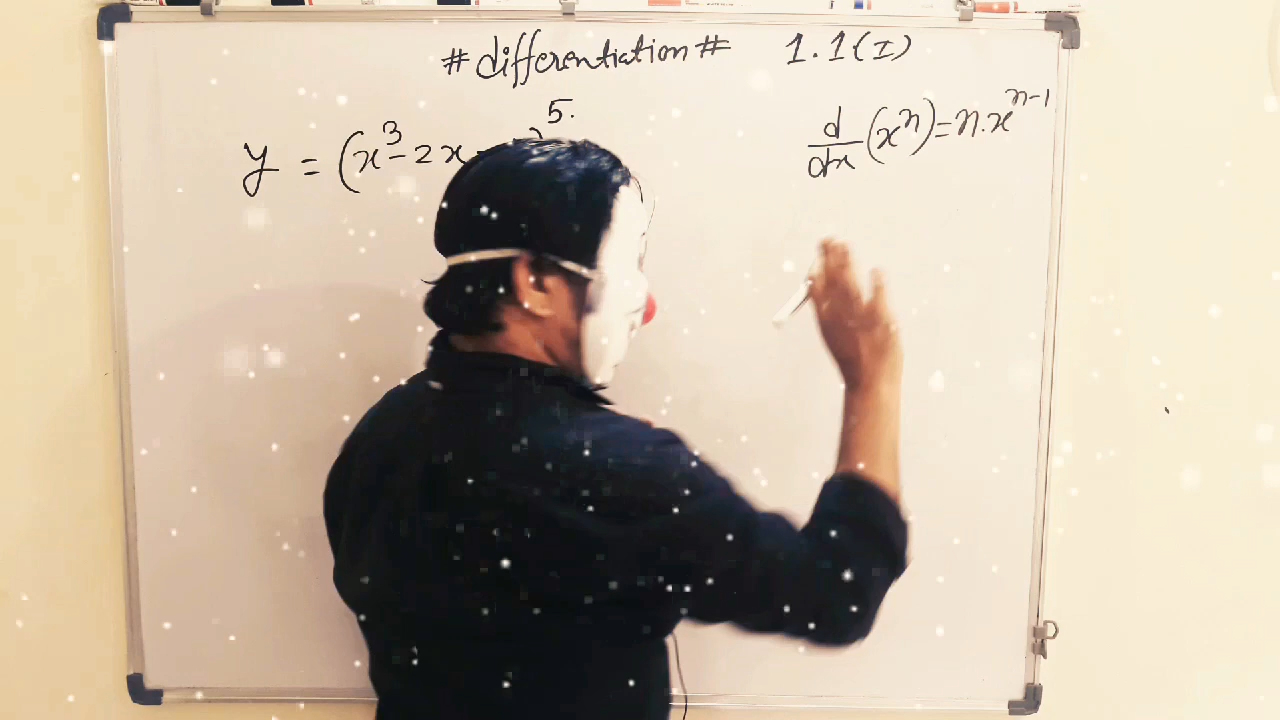 #differentiation# 1.1(I)
y = (x³-2x )⁵.
d/dx (xⁿ)=n.xⁿ⁻¹